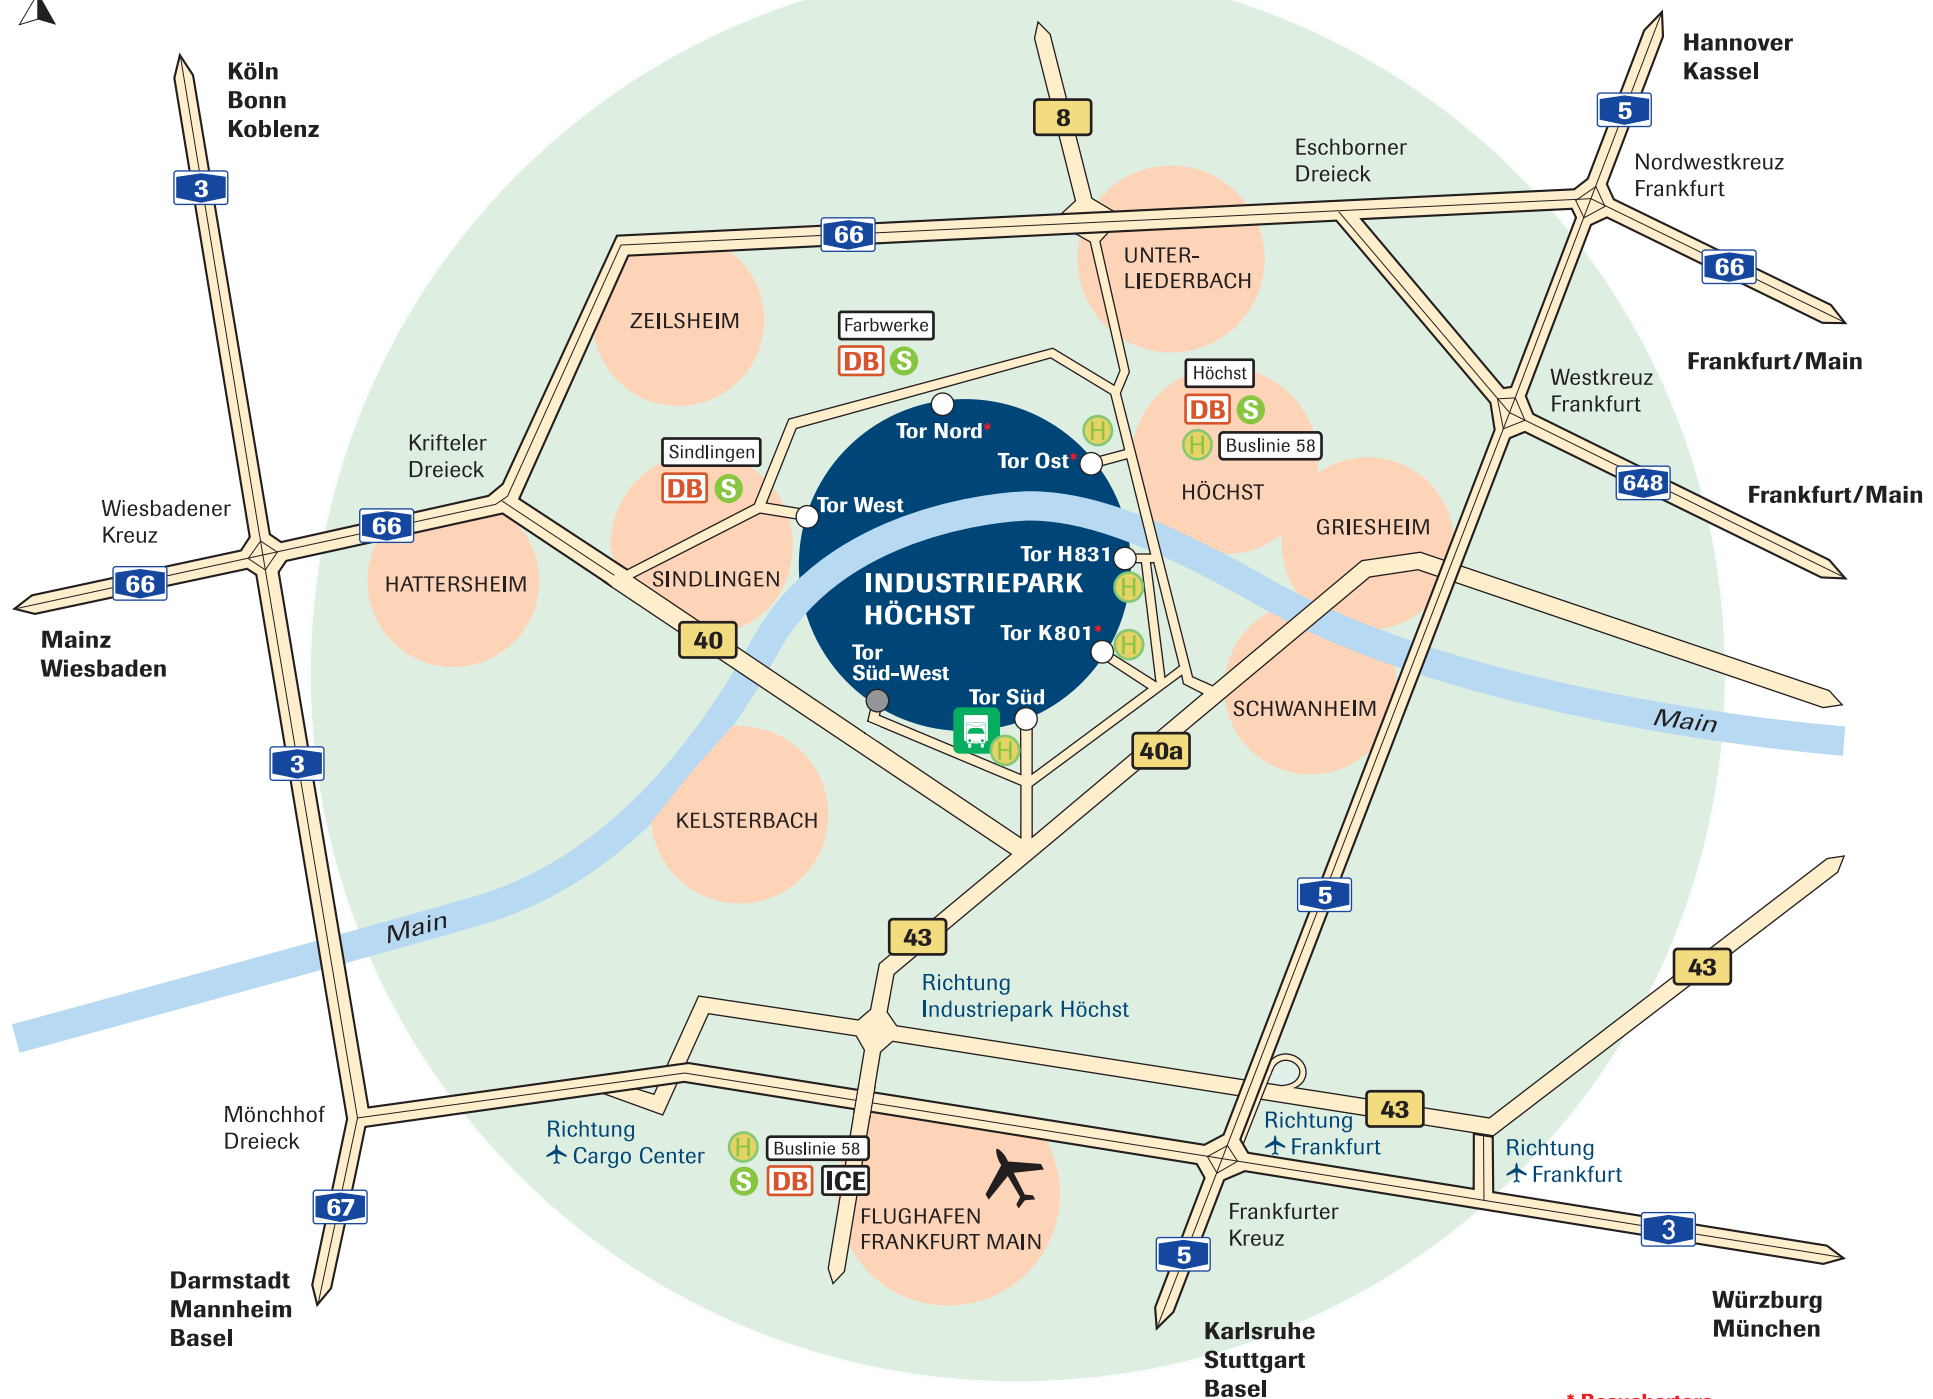 Köln
Bonn
Koblenz
3
8
Hannover
Kassel
5
Eschborner
Dreieck
Nordwestkreuz
Frankfurt
66
66
UNTER-
LIEDERBACH
ZEILSHEIM
Farbwerke
DB S
Frankfurt/Main
Höchst
DB S
H Buslinie 58
HÖCHST
Westkreuz
Frankfurt
H
Tor Nord*
Tor Ost*
Krifteler
Dreieck
Sindlingen
DB S
Tor West
648
Frankfurt/Main
Wiesbadener
Kreuz
66
66
GRIESHEIM
Tor H831
H
HATTERSHEIM
SINDLINGEN
INDUSTRIEPARK
HÖCHST
Mainz
Wiesbaden
40
Tor K801*
H
Tor
Süd-West
Tor Süd
H
SCHWANHEIM
Main
40a
3
KELSTERBACH
5
Main
43
43
Richtung
Industriepark Höchst
Mönchhof
Dreieck
Richtung
Cargo Center
H Buslinie 58
S DB ICE
43
Richtung
Frankfurt
Richtung
Frankfurt
67
FLUGHAFEN
FRANKFURT MAIN
Frankfurter
Kreuz
3
5
Darmstadt
Mannheim
Basel
Würzburg
München
Karlsruhe
Stuttgart
Basel